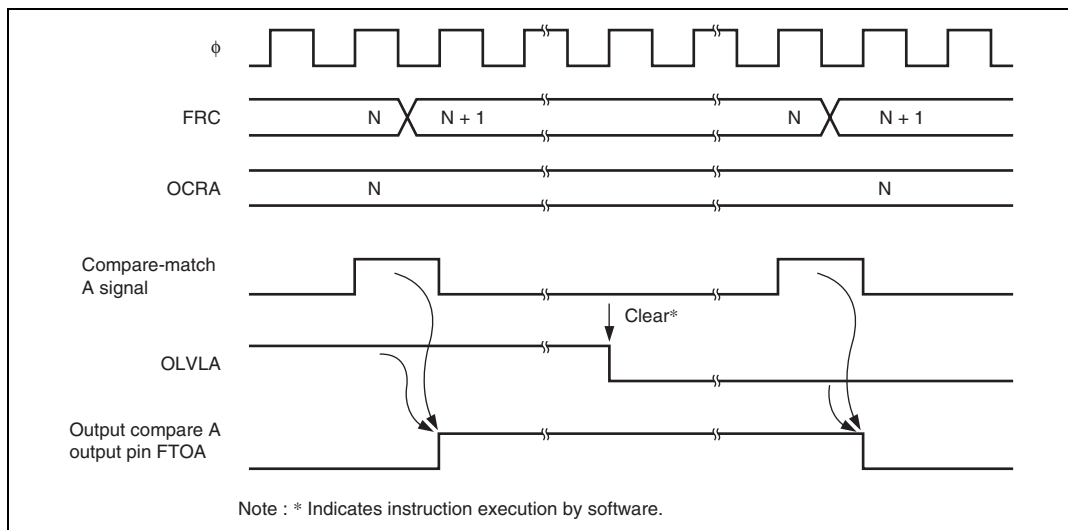 ϕ
FRC N N + 1 N N + 1
OCRA N N
Compare-match
A signal
Clear*
OLVLA
Output compare A
output pin FTOA
Note : * Indicates instruction execution by software.